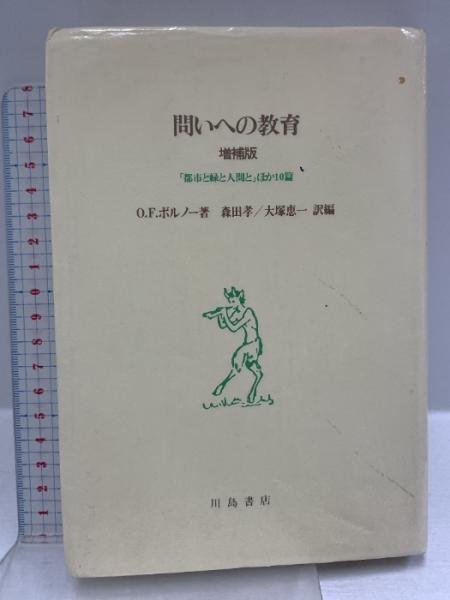 問いへの教育
増補版
「都市と緑と人間と」ほか10篇
O.F.ボルノー著 森田孝／大塚恵一 訳編
川島書店